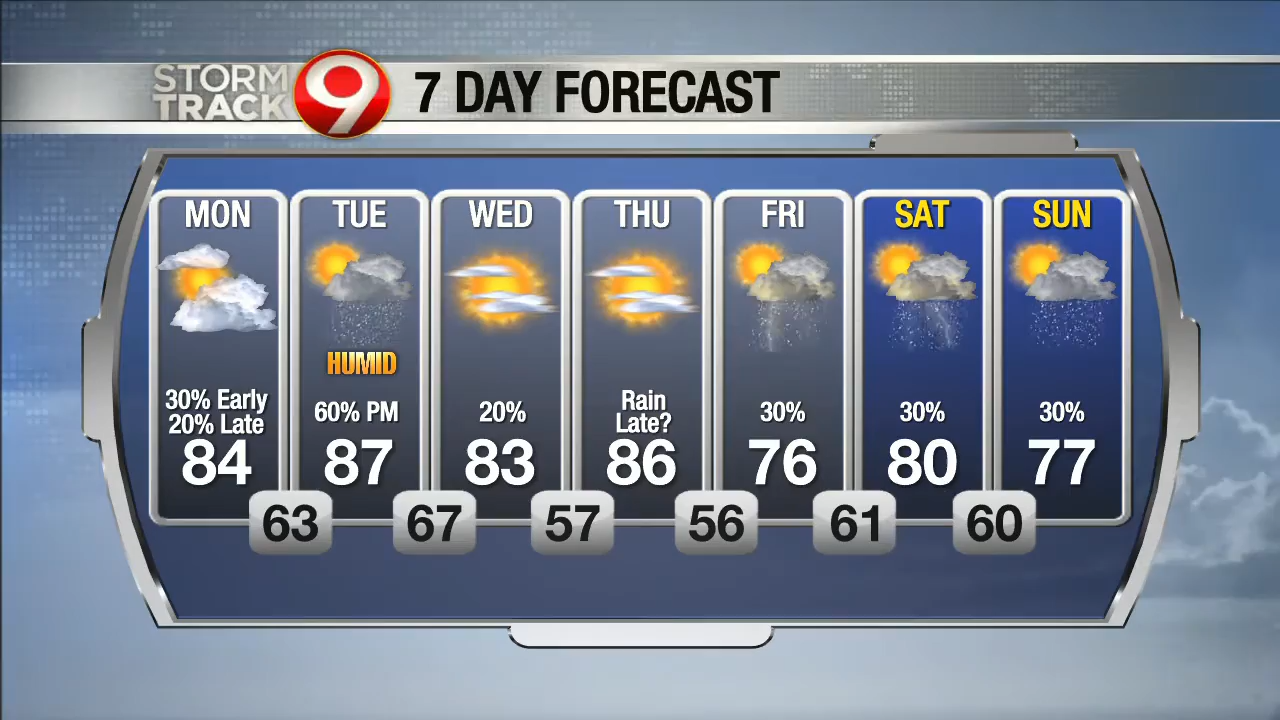 STORM
TRACK
9
7 DAY FORECAST
MON
30% Early
20% Late
84
TUE
HUMID
60% PM
87
WED
20%
83
THU
Rain
Late?
86
FRI
30%
76
SAT
30%
80
SUN
30%
77
63
67
57
56
61
60